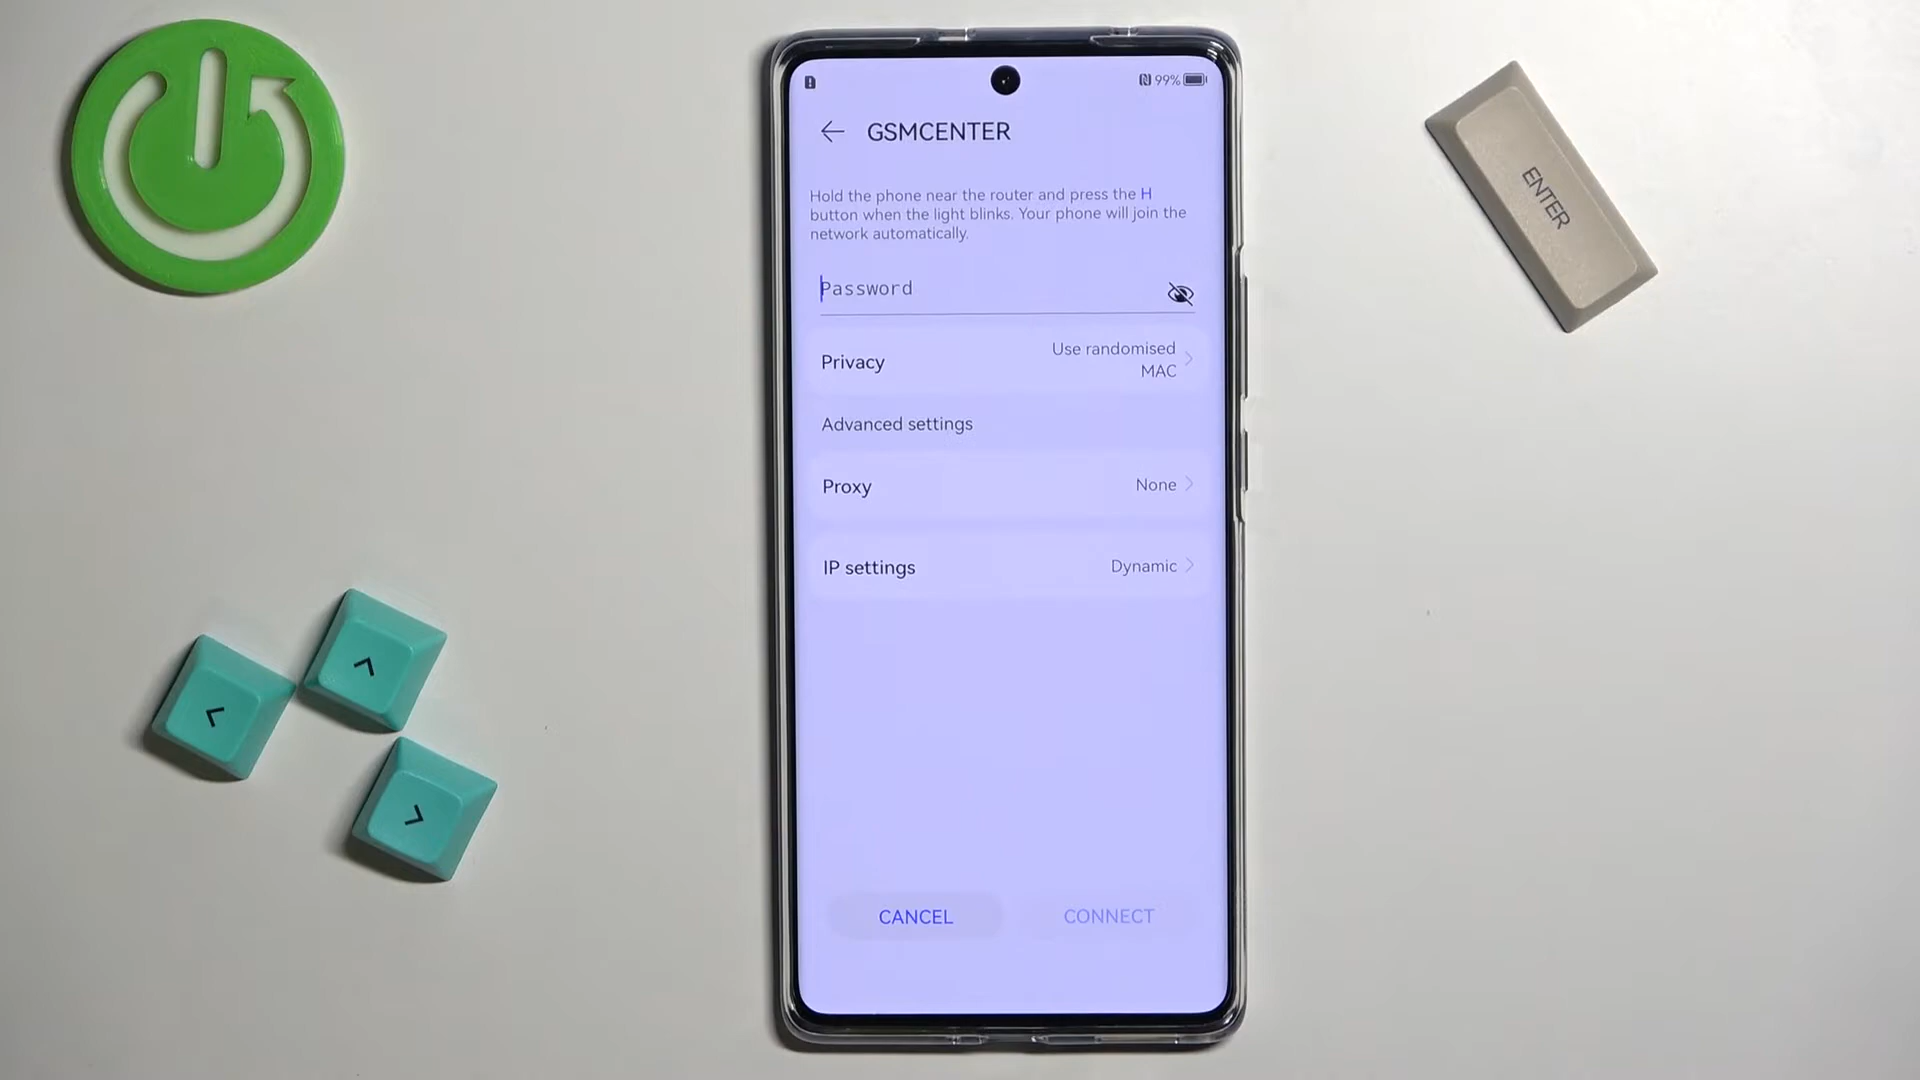 99%
GSMCENTER
Hold the phone near the router and press the H
button when the light blinks. Your phone will join the
network automatically.
Password
Privacy
Use randomised
MAC
Advanced settings
Proxy
None
IP settings
Dynamic
CANCEL
CONNECT
ENTER
<
^
>